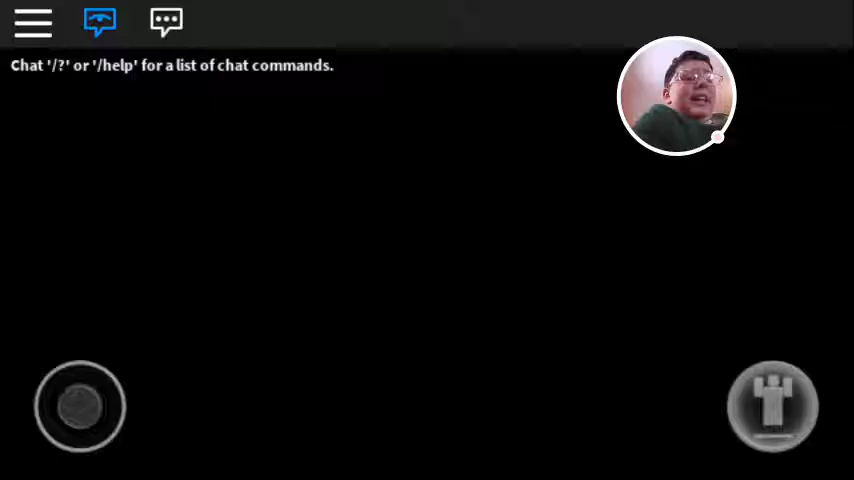 Chat '/?' or '/help' for a list of chat commands.